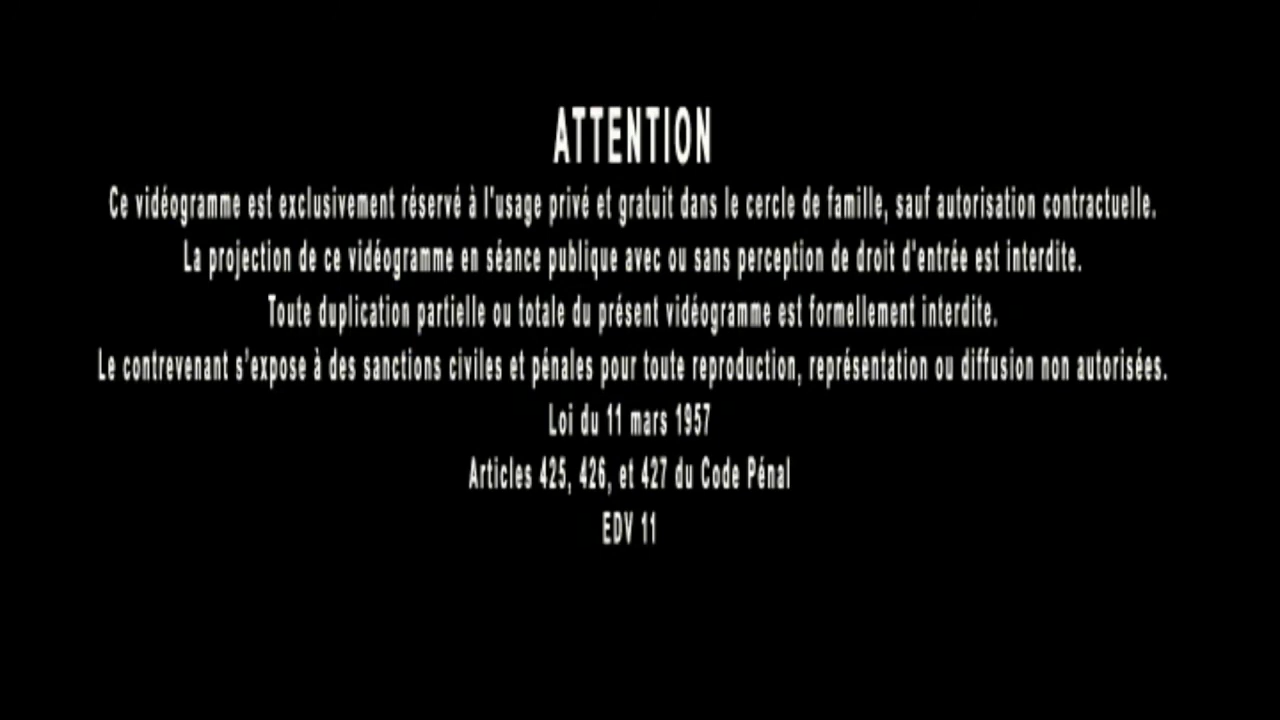 ATTENTION
Ce vidéogramme est exclusivement réservé à l'usage privé et gratuit dans le cercle de famille, sauf autorisation contractuelle.
La projection de ce vidéogramme en séance publique avec ou sans perception de droit d'entrée est interdite.
Toute duplication partielle ou totale du présent vidéogramme est formellement interdite.
Le contrevenant s'expose à des sanctions civiles et pénales pour toute reproduction, représentation ou diffusion non autorisées.
Loi du 11 mars 1957
Articles 425, 426, et 427 du Code Pénal
EDV 11